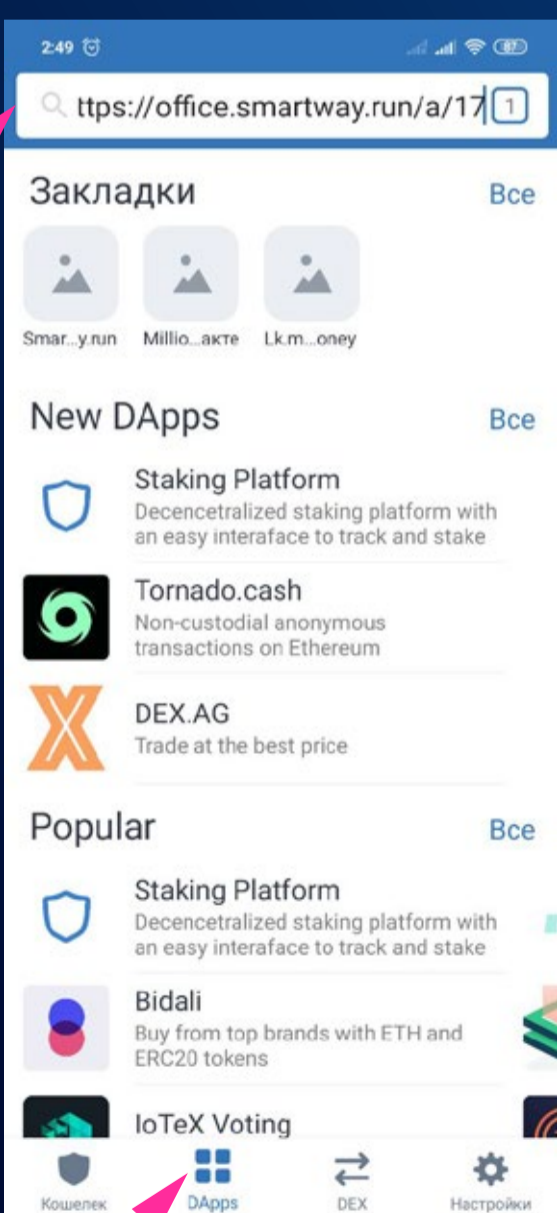 2:49
87
ttps://office.smartway.run/a/17
1
Закладки
Все
Smar...y.run
Millio...акте
Lk.m...oney
New DApps
Все
Staking Platform
Decencetralized staking platform with
an easy interaface to track and stake
Tornado.cash
Non-custodial anonymous
transactions on Ethereum
DEX.AG
Trade at the best price
Popular
Все
Staking Platform
Decencetralized staking platform with
an easy interaface to track and stake
Bidali
Buy from top brands with ETH and
ERC20 tokens
IoTeX Voting
Кошелек
DApps
DEX
Настройки